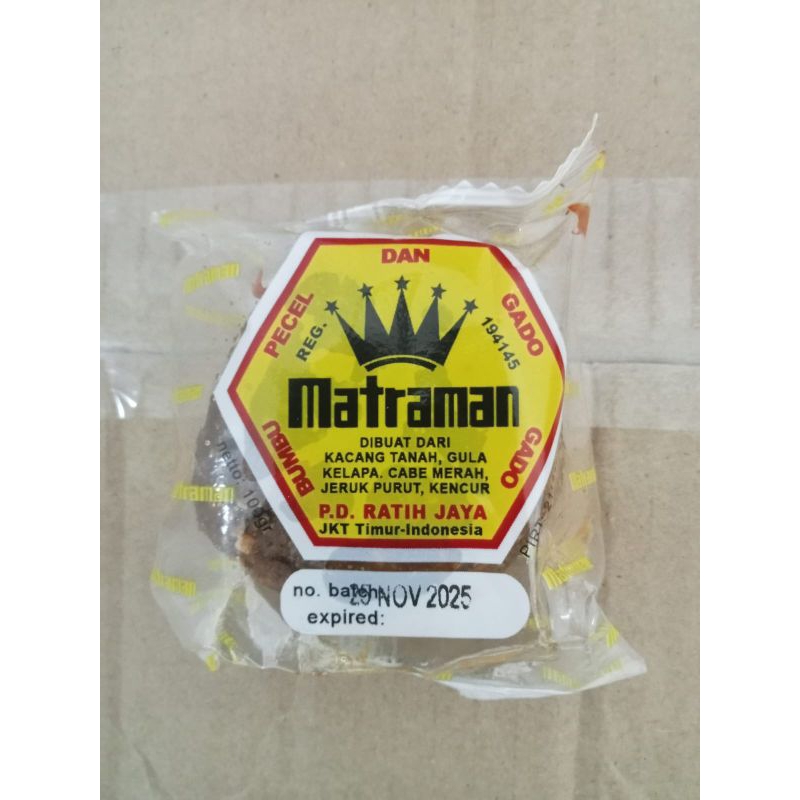 BUMBU PECEL DAN GADO GADO
REG. 194145
Matraman
DIBUAT DARI
KACANG TANAH, GULA
KELAPA. CABE MERAH,
JERUK PURUT, KENCUR
P.D. RATIH JAYA
JKT Timur-Indonesia
netto:
no. batch: 25 NOV 2025
expired: